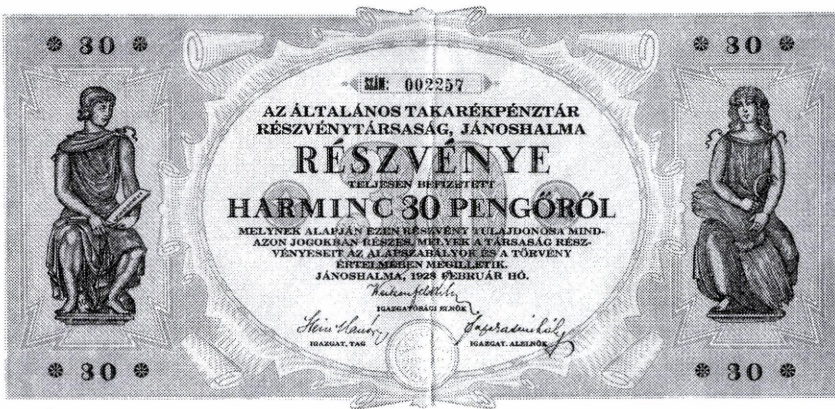 * 30 * * 30 *
SZÁM: 002257
AZ ÁLTALÁNOS TAKARÉKPÉNZTÁR
RÉSZVÉNYTÁRSASÁG, JÁNOSHALMA
RÉSZVÉNYE
TELJESEN BEFIZETETT
HARMINC 30 PENGŐRŐL
MELYNEK ALAPJÁN EZEN RÉSZVÉNY TULAJDONOSA MIND-
AZON JOGOKBAN RÉSZES, MELYEK A TÁRSASÁG RÉSZ-
VÉNYESEIT AZ ALAPSZABÁLYOK ÉS A TÖRVÉNY
ÉRTELMÉBEN MEGILLETIK.
JÁNOSHALMA, 1928 FEBRUÁR HÓ.
IGAZGATÓSÁGI ELNÖK
IGAZGAT. TAG IGAZGAT. ALELNÖK
* 30 * * 30 *